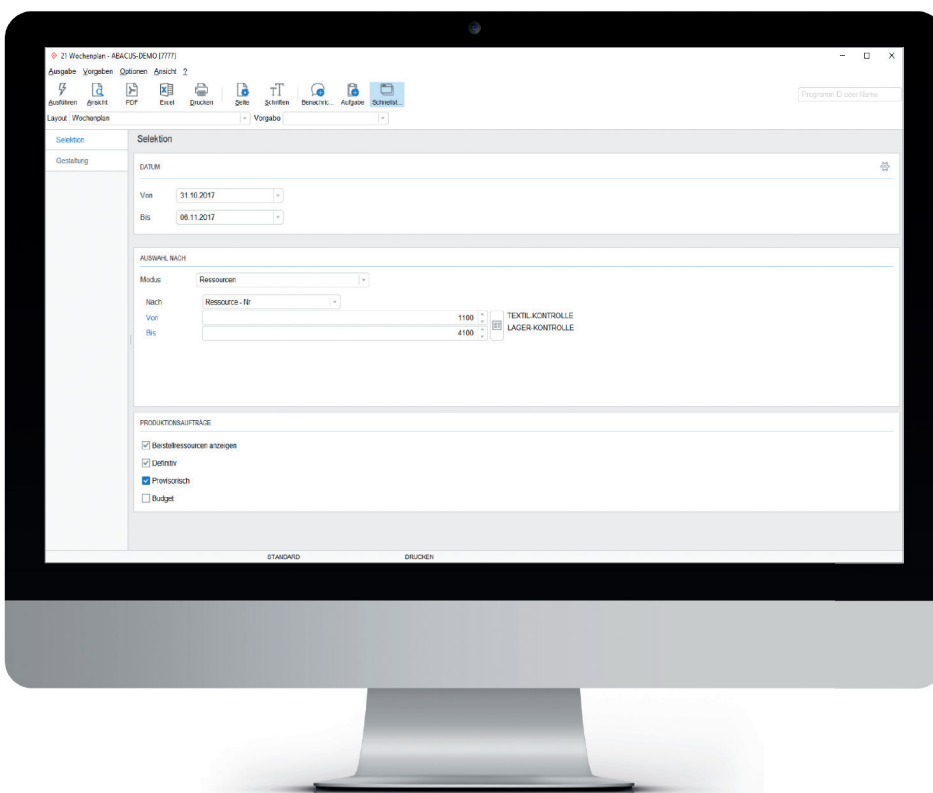 21 Wochenplan - ABACUS-DEMO [7777]
Ausgabe Vorgaben Optionen Ansicht ?
Ausführen Ansicht PDF Excel Drucken Seite Schriften Benachric... Aufgabe Schnellst...
Programm ID oder Name
Layout Wochenplan Vorgabe
Selektion
Gestaltung
Selektion
DATUM
Von 31.10.2017
Bis 06.11.2017
AUSWAHL NACH
Modus Ressourcen
Nach Ressource - Nr
Von 1100 TEXTIL-KONTROLLE
Bis 4100 LAGER-KONTROLLE
PRODUKTIONSAUFTRÄGE
Beistellressourcen anzeigen
Definitiv
Provisorisch
Budget
STANDARD DRUCKEN